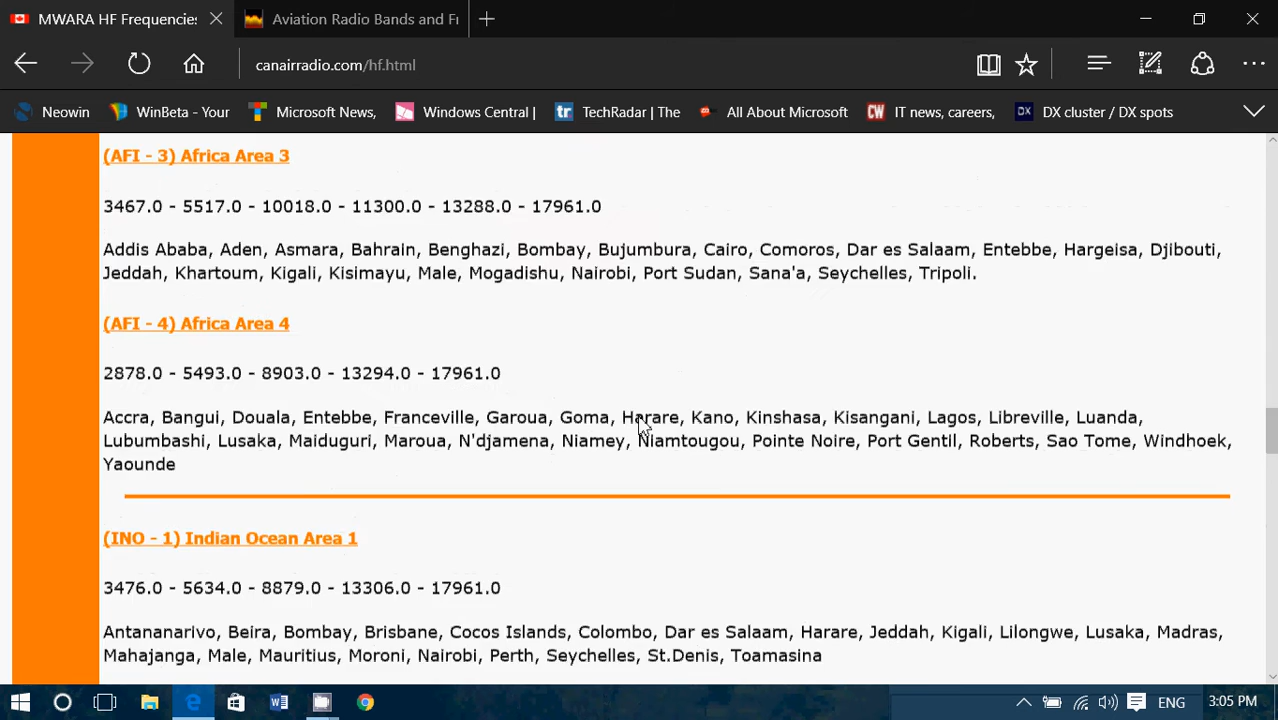 MWARA HF Frequencies
Aviation Radio Bands and Fr
canairradio.com/hf.html
Neowin
WinBeta - Your
Microsoft News,
Windows Central |
tr
TechRadar | The
All About Microsoft
CW
IT news, careers,
DX
DX cluster / DX spots
(AFI - 3) Africa Area 3
3467.0 - 5517.0 - 10018.0 - 11300.0 - 13288.0 - 17961.0
Addis Ababa, Aden, Asmara, Bahrain, Benghazi, Bombay, Bujumbura, Cairo, Comoros, Dar es Salaam, Entebbe, Hargeisa, Djibouti,
Jeddah, Khartoum, Kigali, Kisimayu, Male, Mogadishu, Nairobi, Port Sudan, Sana'a, Seychelles, Tripoli.
(AFI - 4) Africa Area 4
2878.0 - 5493.0 - 8903.0 - 13294.0 - 17961.0
Accra, Bangui, Douala, Entebbe, Franceville, Garoua, Goma, Harare, Kano, Kinshasa, Kisangani, Lagos, Libreville, Luanda,
Lubumbashi, Lusaka, Maiduguri, Maroua, N'djamena, Niamey, Niamtougou, Pointe Noire, Port Gentil, Roberts, Sao Tome, Windhoek,
Yaounde
(INO - 1) Indian Ocean Area 1
3476.0 - 5634.0 - 8879.0 - 13306.0 - 17961.0
Antananarivo, Beira, Bombay, Brisbane, Cocos Islands, Colombo, Dar es Salaam, Harare, Jeddah, Kigali, Lilongwe, Lusaka, Madras,
Mahajanga, Male, Mauritius, Moroni, Nairobi, Perth, Seychelles, St.Denis, Toamasina
ENG
3:05 PM